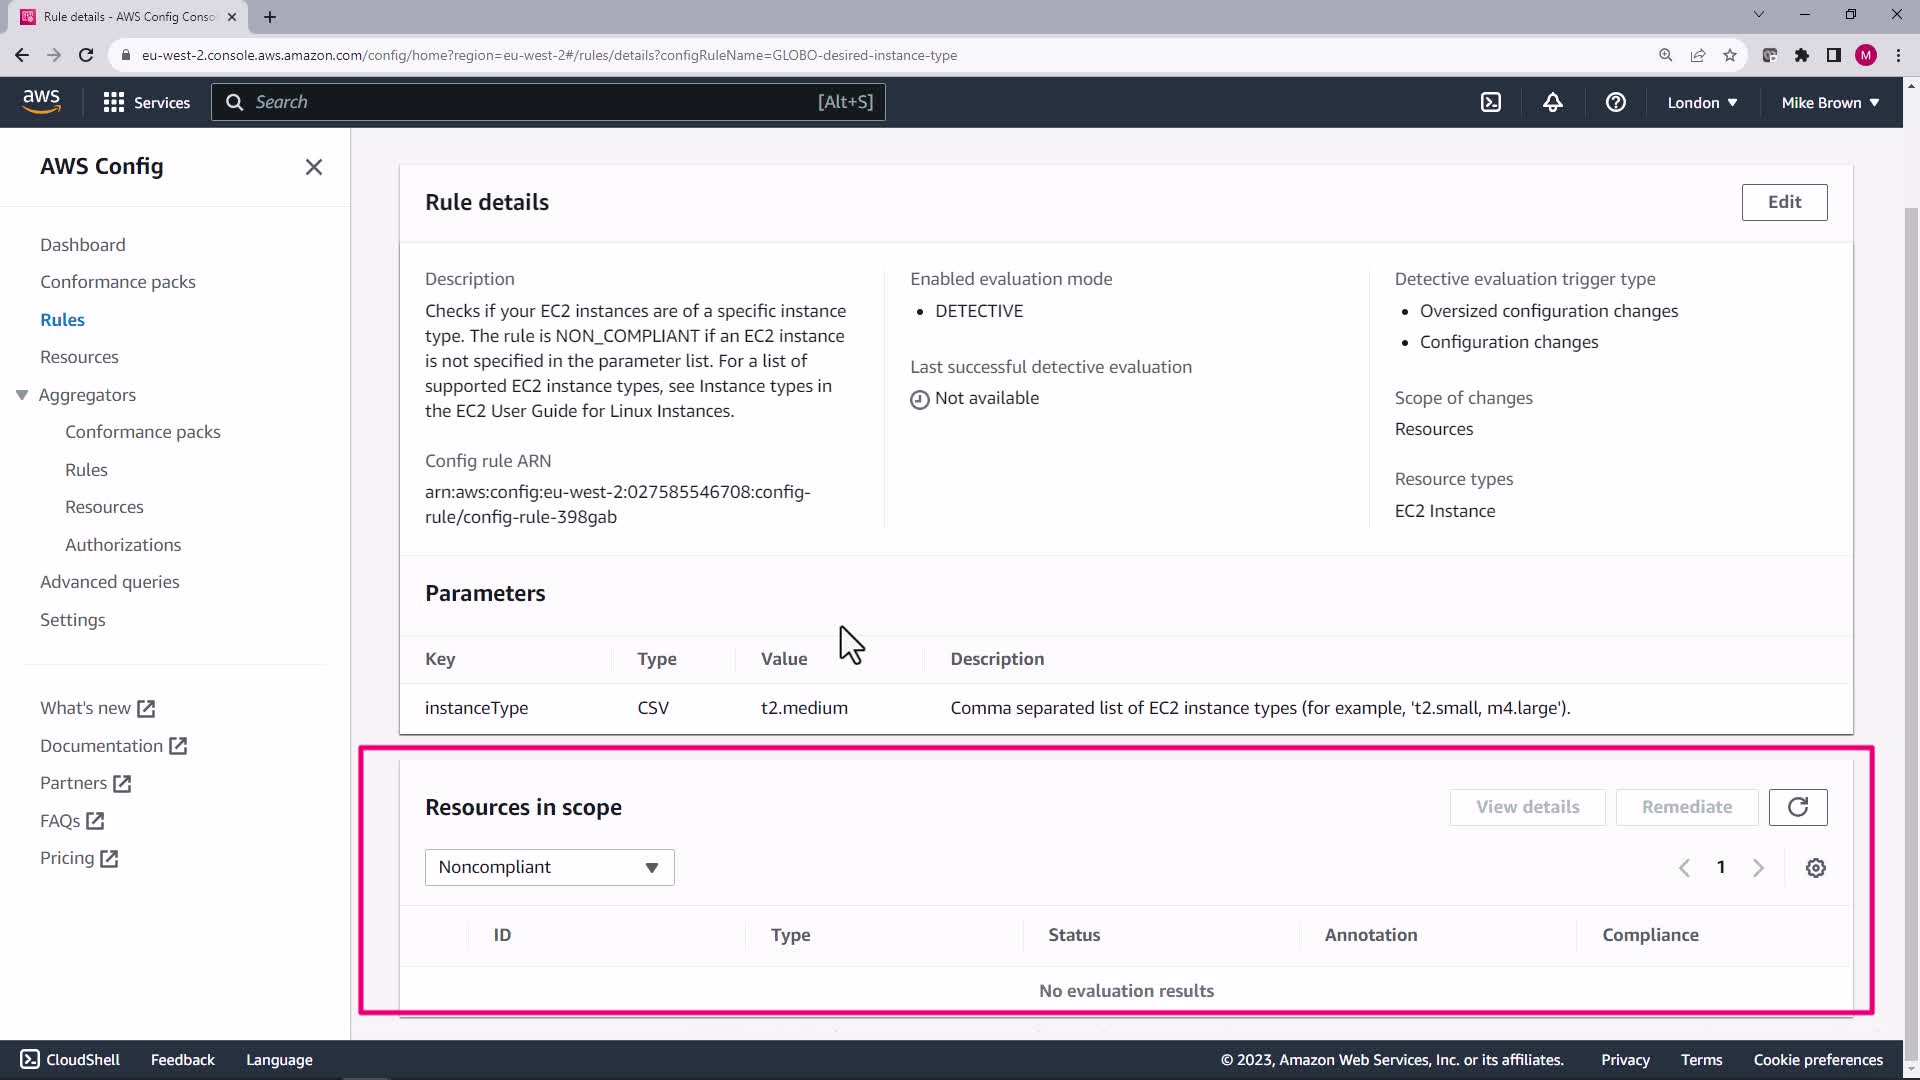 Rule details - AWS Config Conso
eu-west-2.console.aws.amazon.com/config/home?region=eu-west-2#/rules/details?configRuleName=GLOBO-desired-instance-type
M
aws
Services
Search
[Alt+S]
London
Mike Brown
AWS Config
Dashboard
Conformance packs
Rules
Resources
Aggregators
Conformance packs
Rules
Resources
Authorizations
Advanced queries
Settings
What's new
Documentation
Partners
FAQs
Pricing
Rule details
Edit
Description
Checks if your EC2 instances are of a specific instance
type. The rule is NON_COMPLIANT if an EC2 instance
is not specified in the parameter list. For a list of
supported EC2 instance types, see Instance types in
the EC2 User Guide for Linux Instances.
Config rule ARN
arn:aws:config:eu-west-2:027585546708:config-
rule/config-rule-398gab
Enabled evaluation mode
• DETECTIVE
Last successful detective evaluation
Not available
Detective evaluation trigger type
• Oversized configuration changes
• Configuration changes
Scope of changes
Resources
Resource types
EC2 Instance
Parameters
Key Type Value Description
instanceType CSV t2.medium Comma separated list of EC2 instance types (for example, 't2.small, m4.large').
Resources in scope
View details
Remediate
Noncompliant
1
ID Type Status Annotation Compliance
No evaluation results
CloudShell Feedback Language
© 2023, Amazon Web Services, Inc. or its affiliates. Privacy Terms Cookie preferences